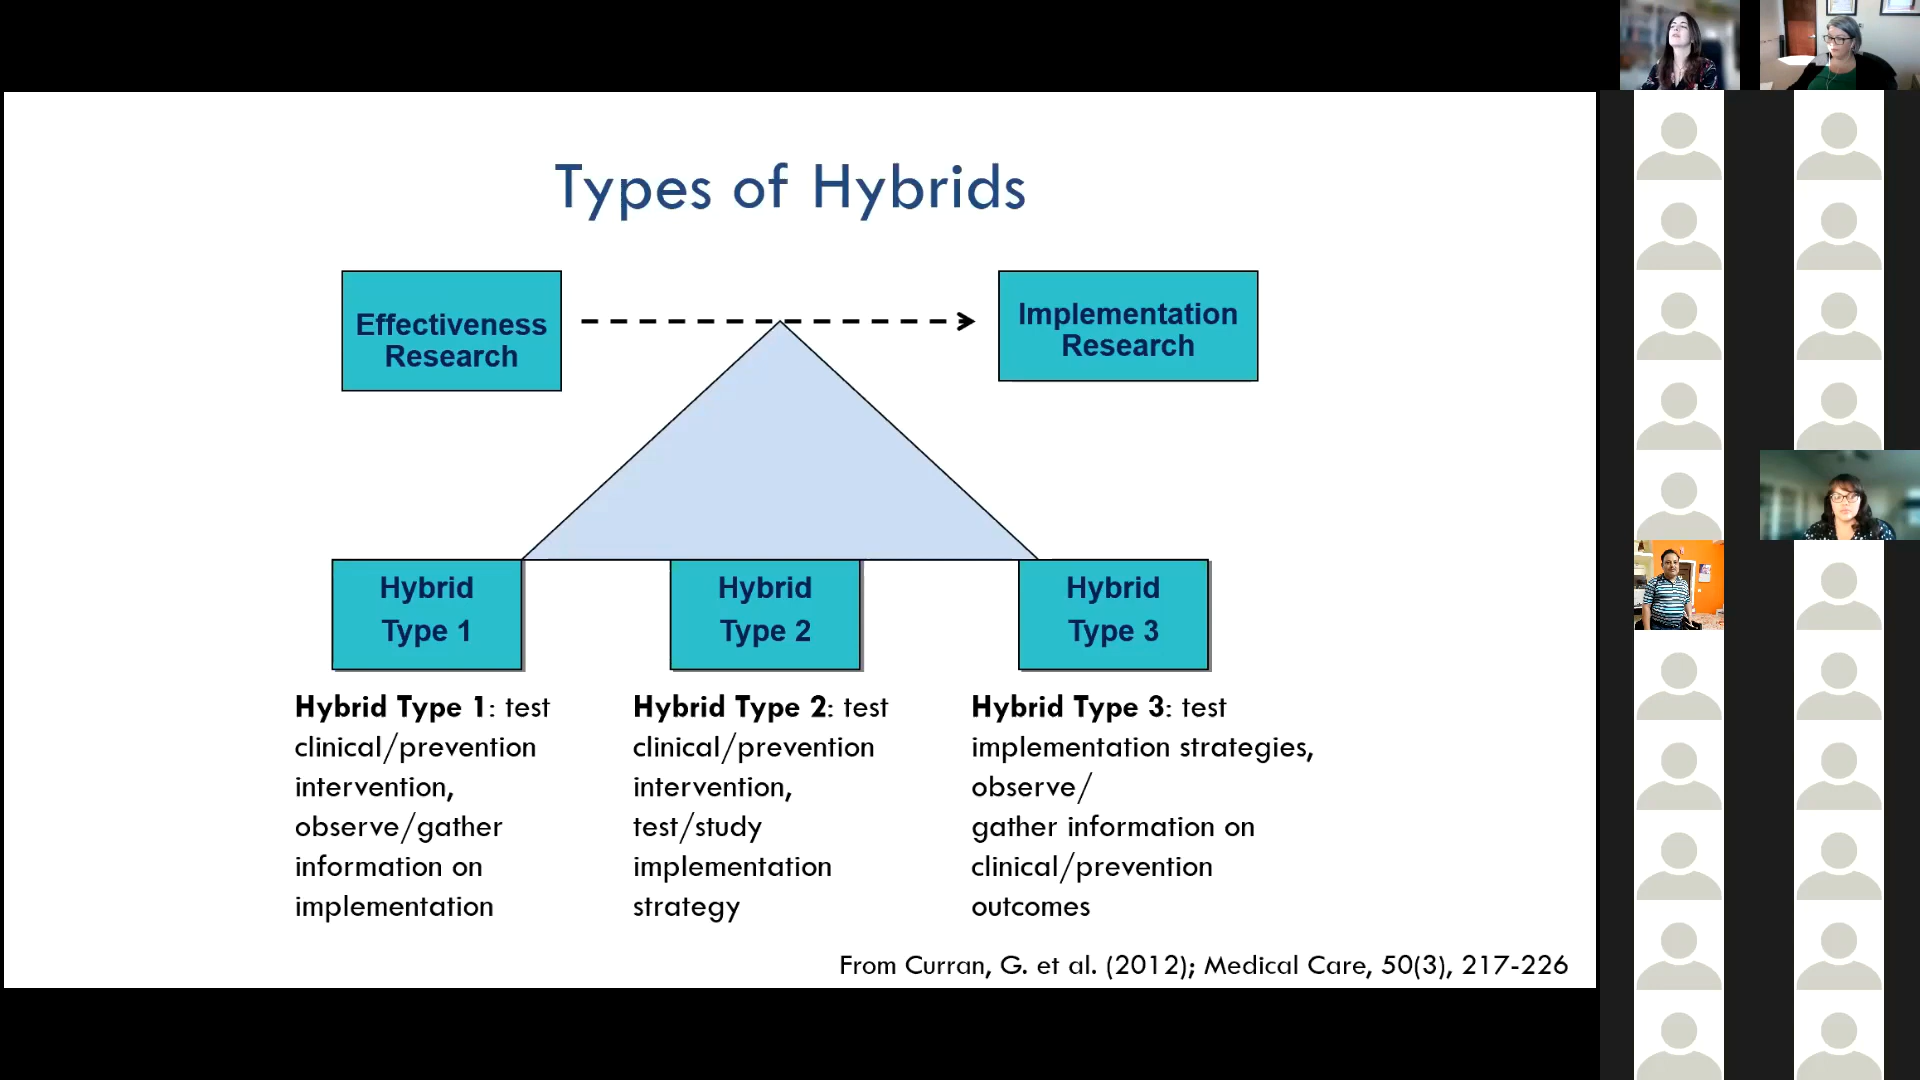 Types of Hybrids
Effectiveness
Research
Implementation
Research
Hybrid
Type 1
Hybrid
Type 2
Hybrid
Type 3
Hybrid Type 1: test
clinical/prevention
intervention,
observe/gather
information on
implementation
Hybrid Type 2: test
clinical/prevention
intervention,
test/study
implementation
strategy
Hybrid Type 3: test
implementation strategies,
observe/
gather information on
clinical/prevention
outcomes
From Curran, G. et al. (2012); Medical Care, 50(3), 217-226